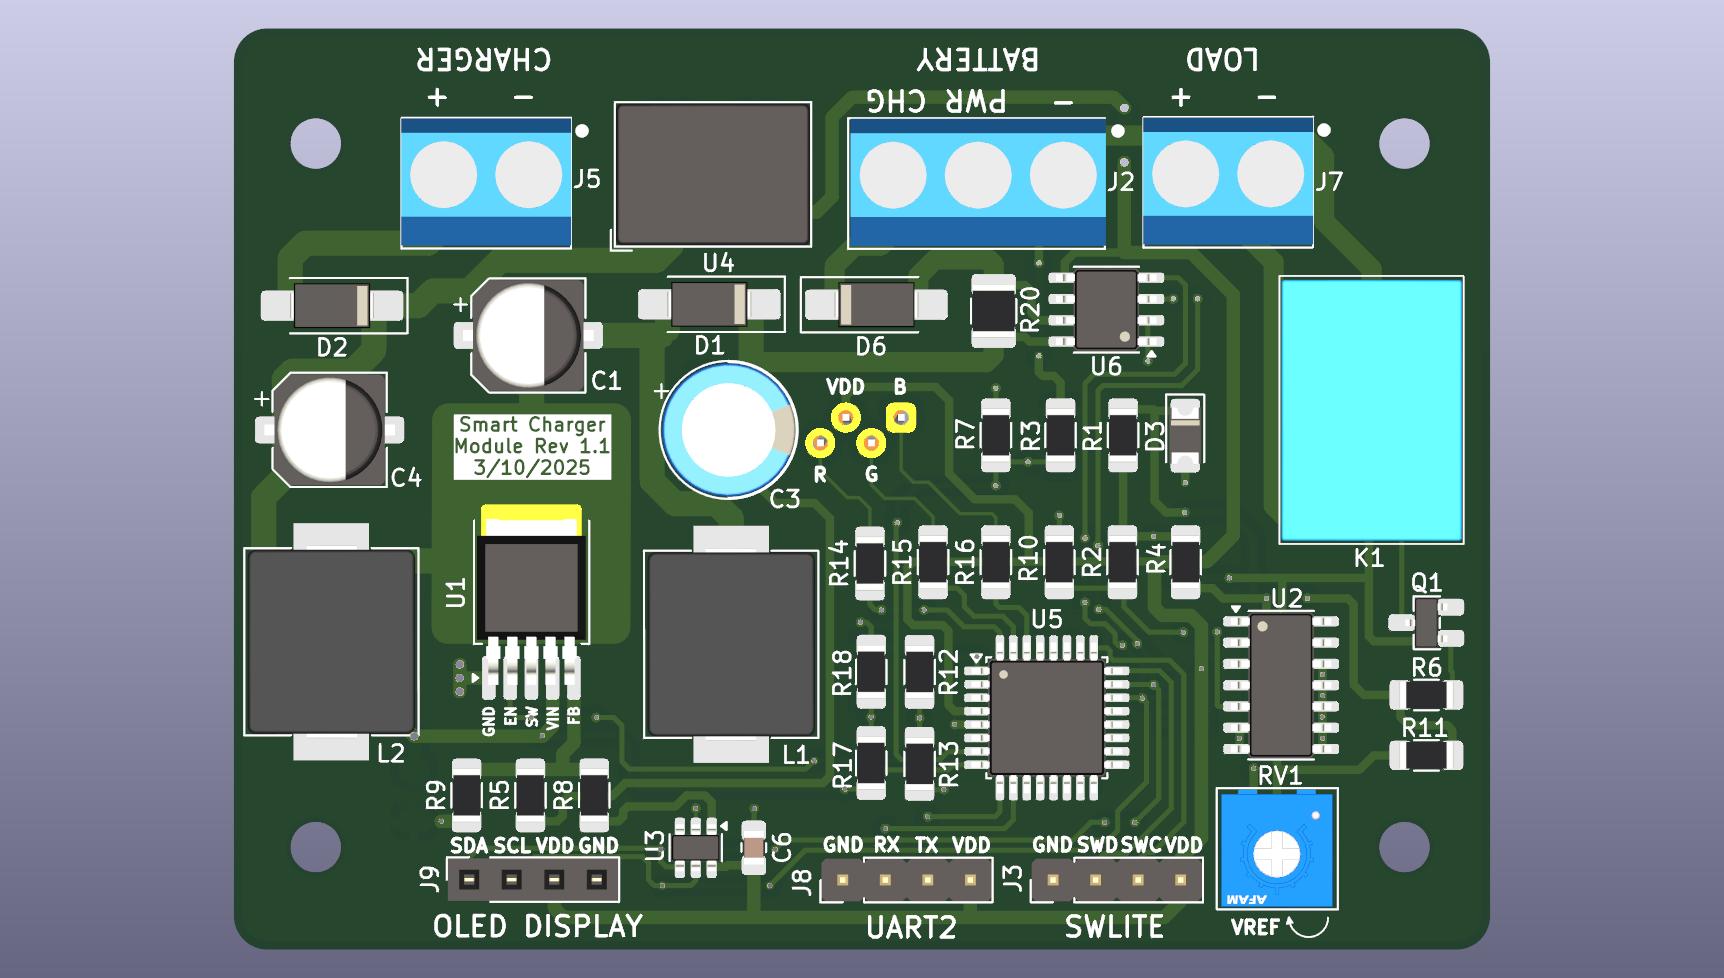 CHARGER
BATTERY
LOAD
+ -
PWR CHG -
+ -
J5
J2
J7
U4
D2
+
C1
D1
D6
R20
U6
+
C4
+
C3
VDD B
R G
R7
R3
R1
D3
Smart Charger
Module Rev 1.1
3/10/2025
K1
U1
R14
R15
R16
R10
R2
R4
Q1
U5
U2
R18
R12
R6
GND EN SW VIN FB
R11
L2
L1
R17
R13
RV1
R9
R5
R8
U3
C6
SDA SCL VDD GND
GND RX TX VDD
GND SWD SWC VDD
J9
J8
J3
AFAM
OLED DISPLAY
UART2
SWLITE
VREF